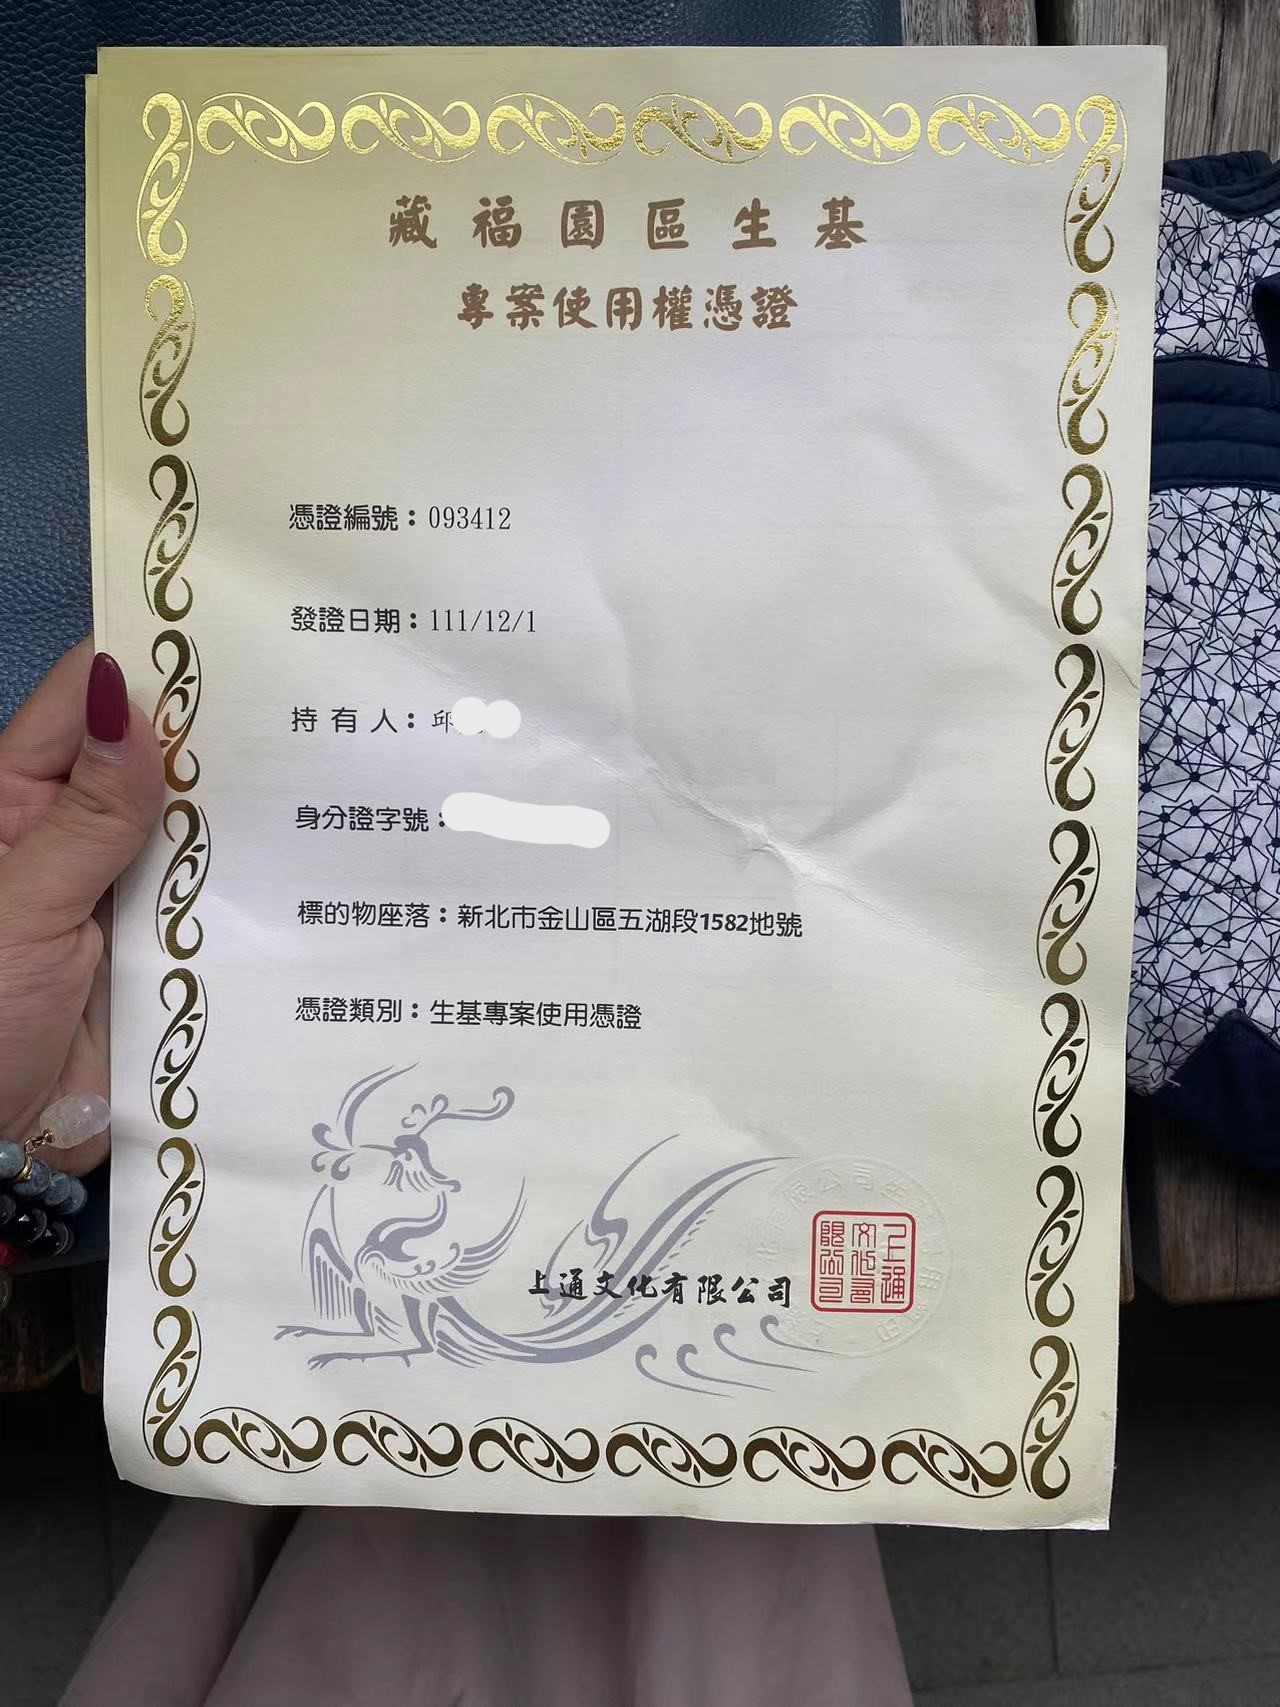 藏福園區生基
專案使用權憑證
憑證編號：093412
發證日期：111/12/1
持有人：邱
身分證字號：
標的物座落：新北市金山區五湖段1582地號
憑證類別：生基專案使用憑證
上通文化有限公司